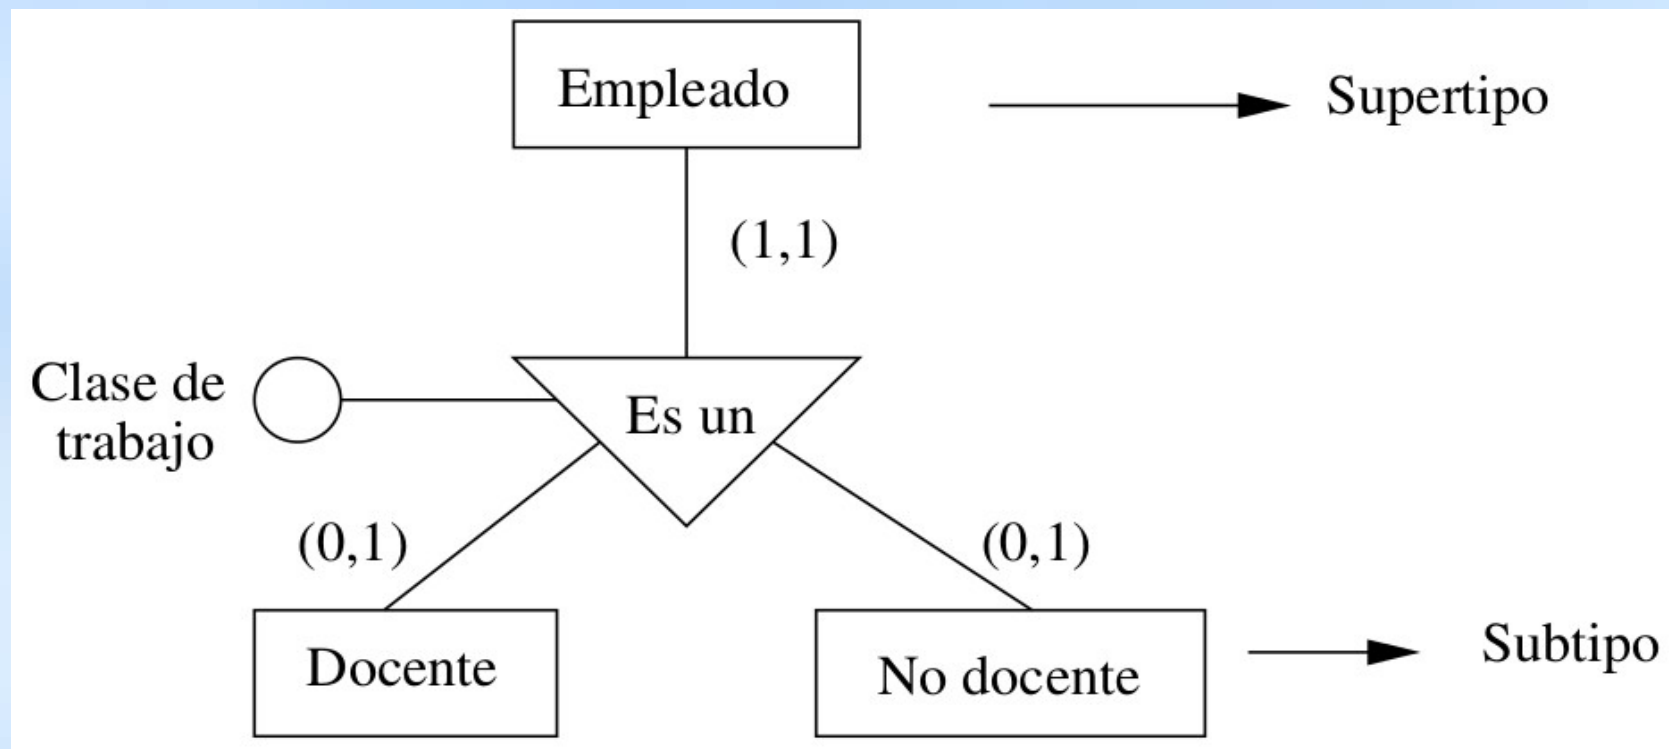 Empleado
Supertipo
(1,1)
Clase de
trabajo
Es un
(0,1)
(0,1)
Docente
No docente
Subtipo